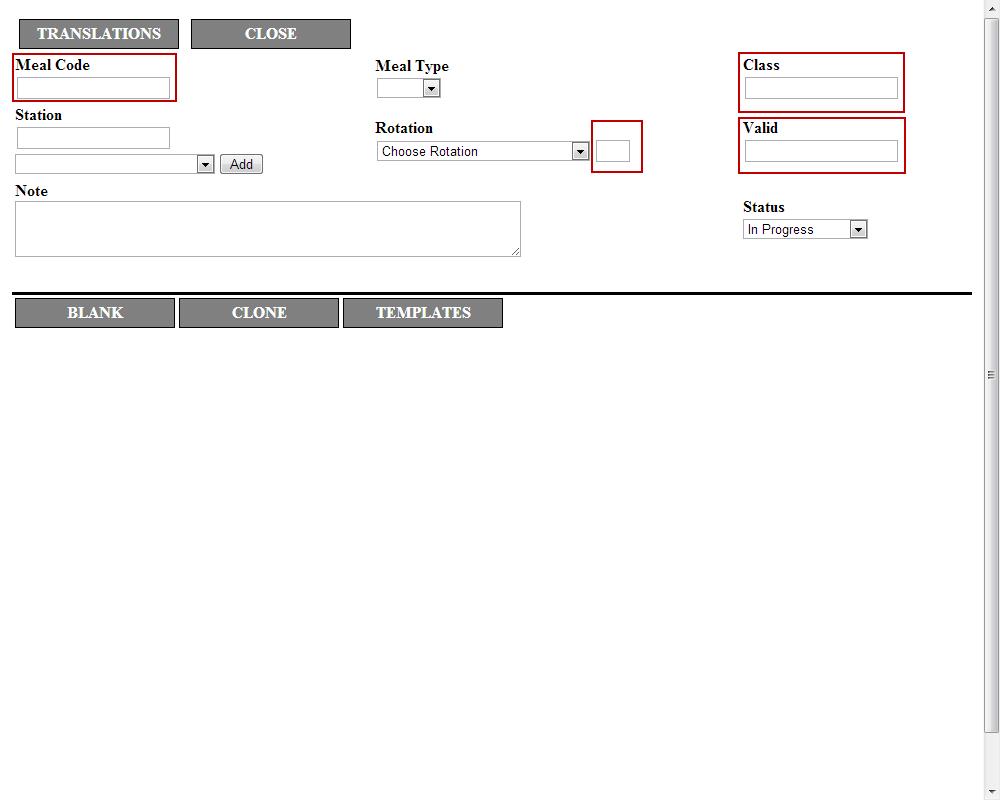 TRANSLATIONS CLOSE
Meal Code Meal Type Class
Station
Rotation Valid
Choose Rotation
Add
Note
Status
In Progress
BLANK CLONE TEMPLATES